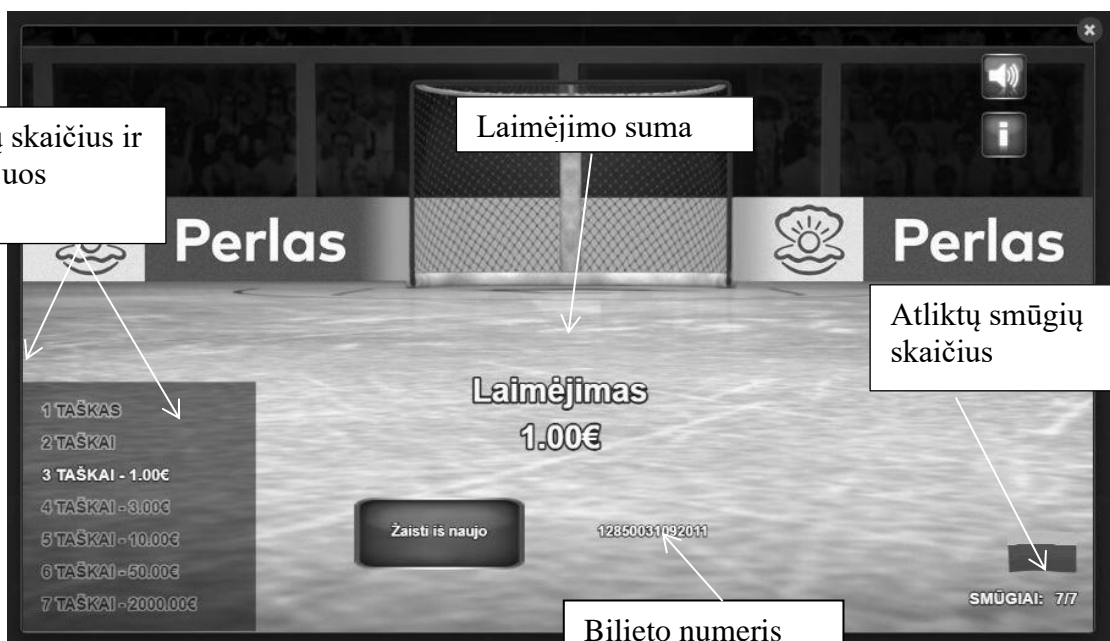 skaičius ir
Laimėjimo suma
Perlas
Perlas
Atliktų smūgių
skaičius
Laimėjimas
1.00€
1 TAŠKAS
2 TAŠKAI
3 TAŠKAI - 1.00€
4 TAŠKAI - 3.00€
5 TAŠKAI - 10.00€
6 TAŠKAI - 50.00€
7 TAŠKAI - 2000.00€
Žaisti iš naujo
12850031092011
SMŪGIAI: 7/7
Bilieto numeris